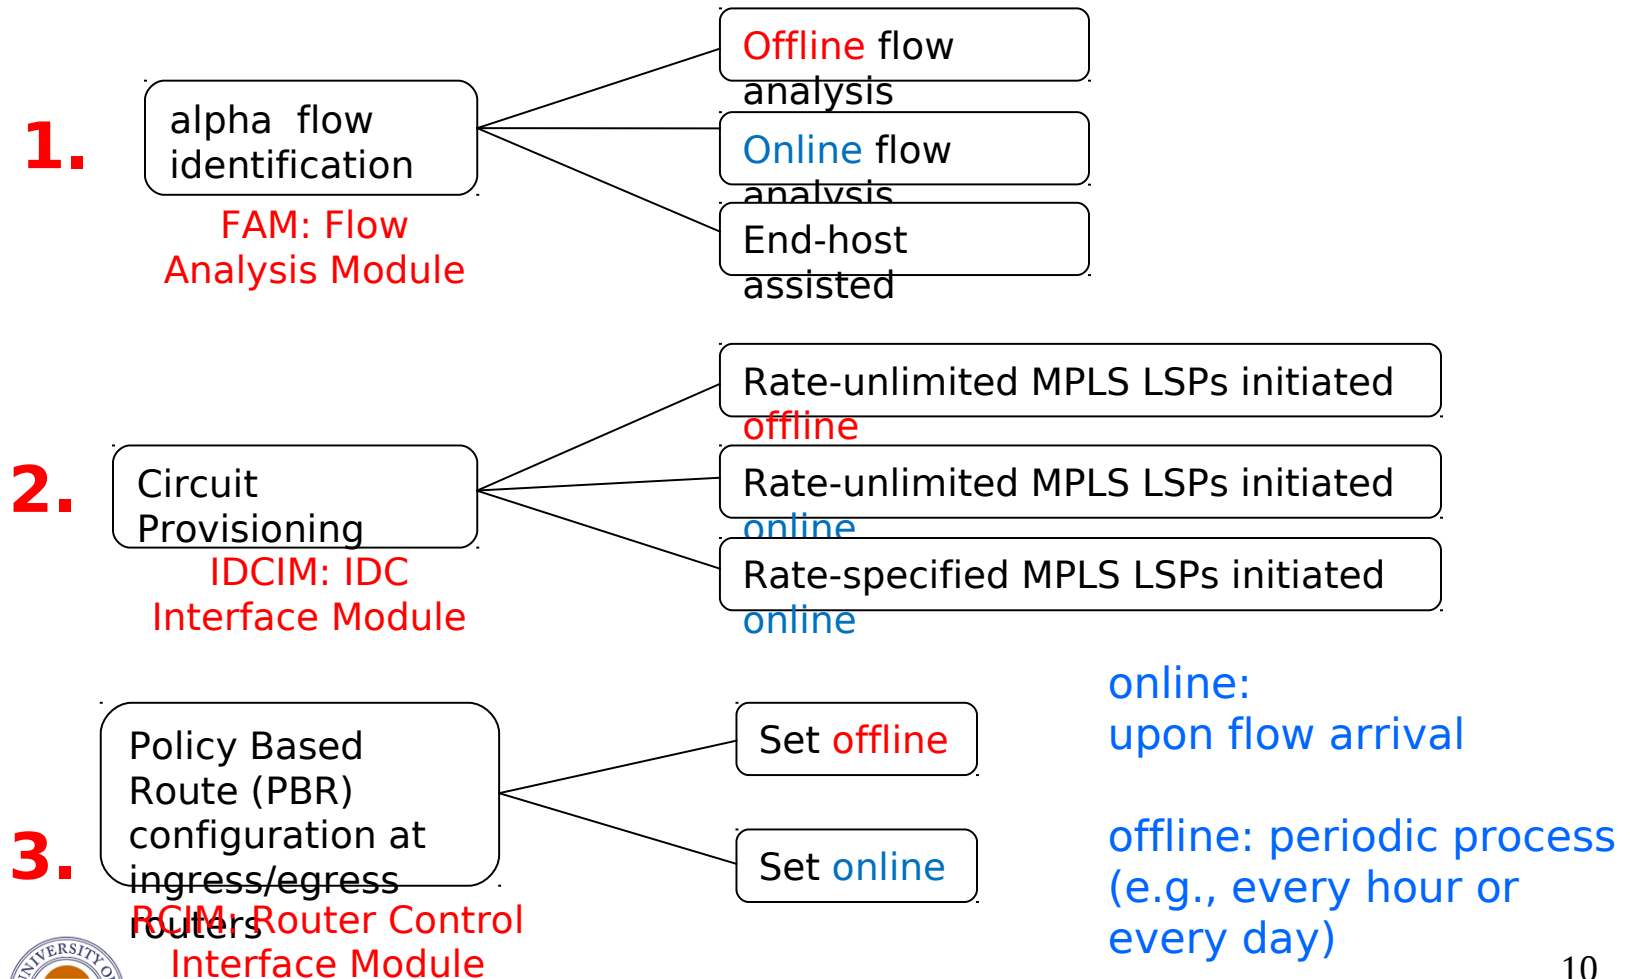 1.
alpha  flow
identification
FAM: Flow
Analysis Module
Offline flow
analysis
Online flow
analysis
End-host
assisted
2.
Circuit
Provisioning
IDCIM: IDC
Interface Module
Rate-unlimited MPLS LSPs initiated
offline
Rate-unlimited MPLS LSPs initiated
online
Rate-specified MPLS LSPs initiated
online
3.
Policy Based
Route (PBR)
configuration at
ingress/egress
routers
RCIM: Router Control
Interface Module
Set offline
Set online
online:
upon flow arrival
offline: periodic process
(e.g., every hour or
every day)
UNIVERSITY OF
10